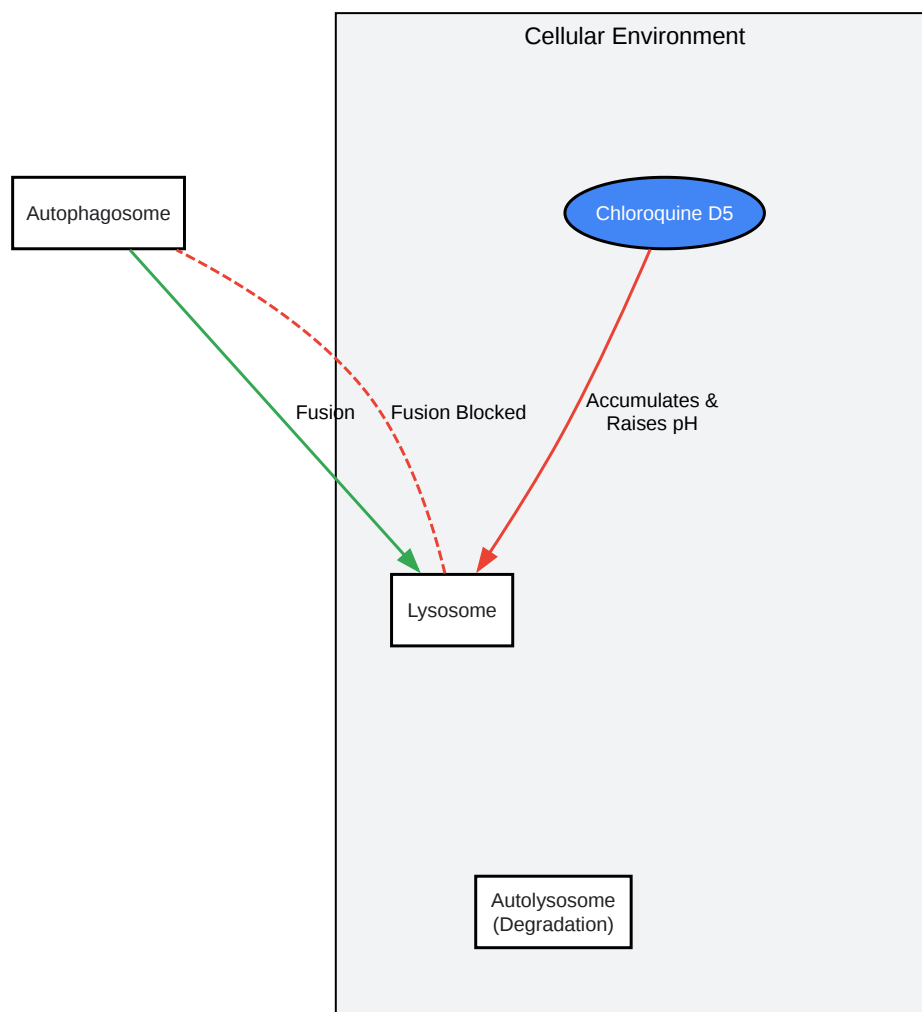 Cellular Environment
Autophagosome
Chloroquine D5
Accumulates &
Raises pH
Fusion
Fusion Blocked
Lysosome
Autolysosome
(Degradation)